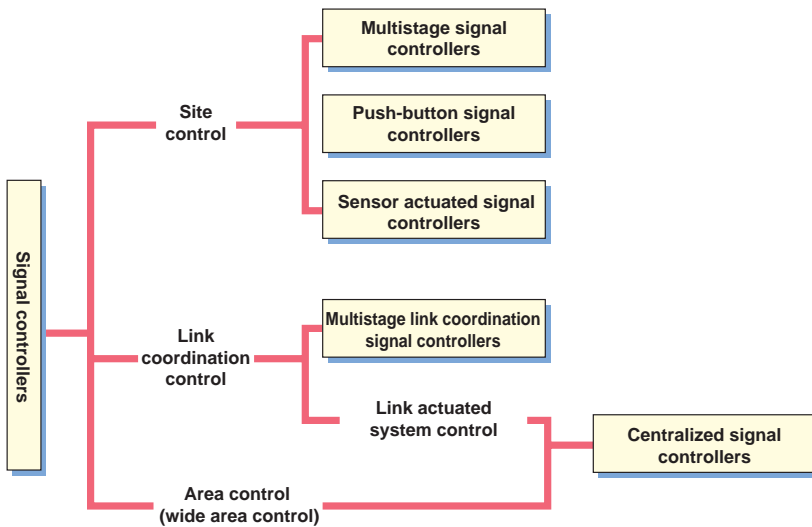 Signal controllers
Site
control
Multistage signal
controllers
Push-button signal
controllers
Sensor actuated signal
controllers
Link
coordination
control
Multistage link coordination
signal controllers
Link actuated
system control
Centralized signal
controllers
Area control
(wide area control)